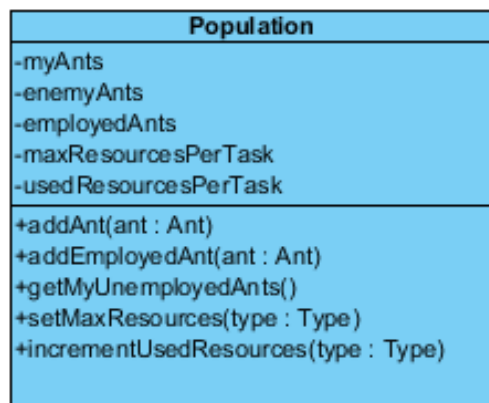 Population
-myAnts
-enemyAnts
-employedAnts
-maxResourcesPerTask
-usedResourcesPerTask
+addAnt(ant : Ant)
+addEmployedAnt(ant : Ant)
+getMyUnemployedAnts()
+setMaxResources(type : Type)
+incrementUsedResources(type : Type)